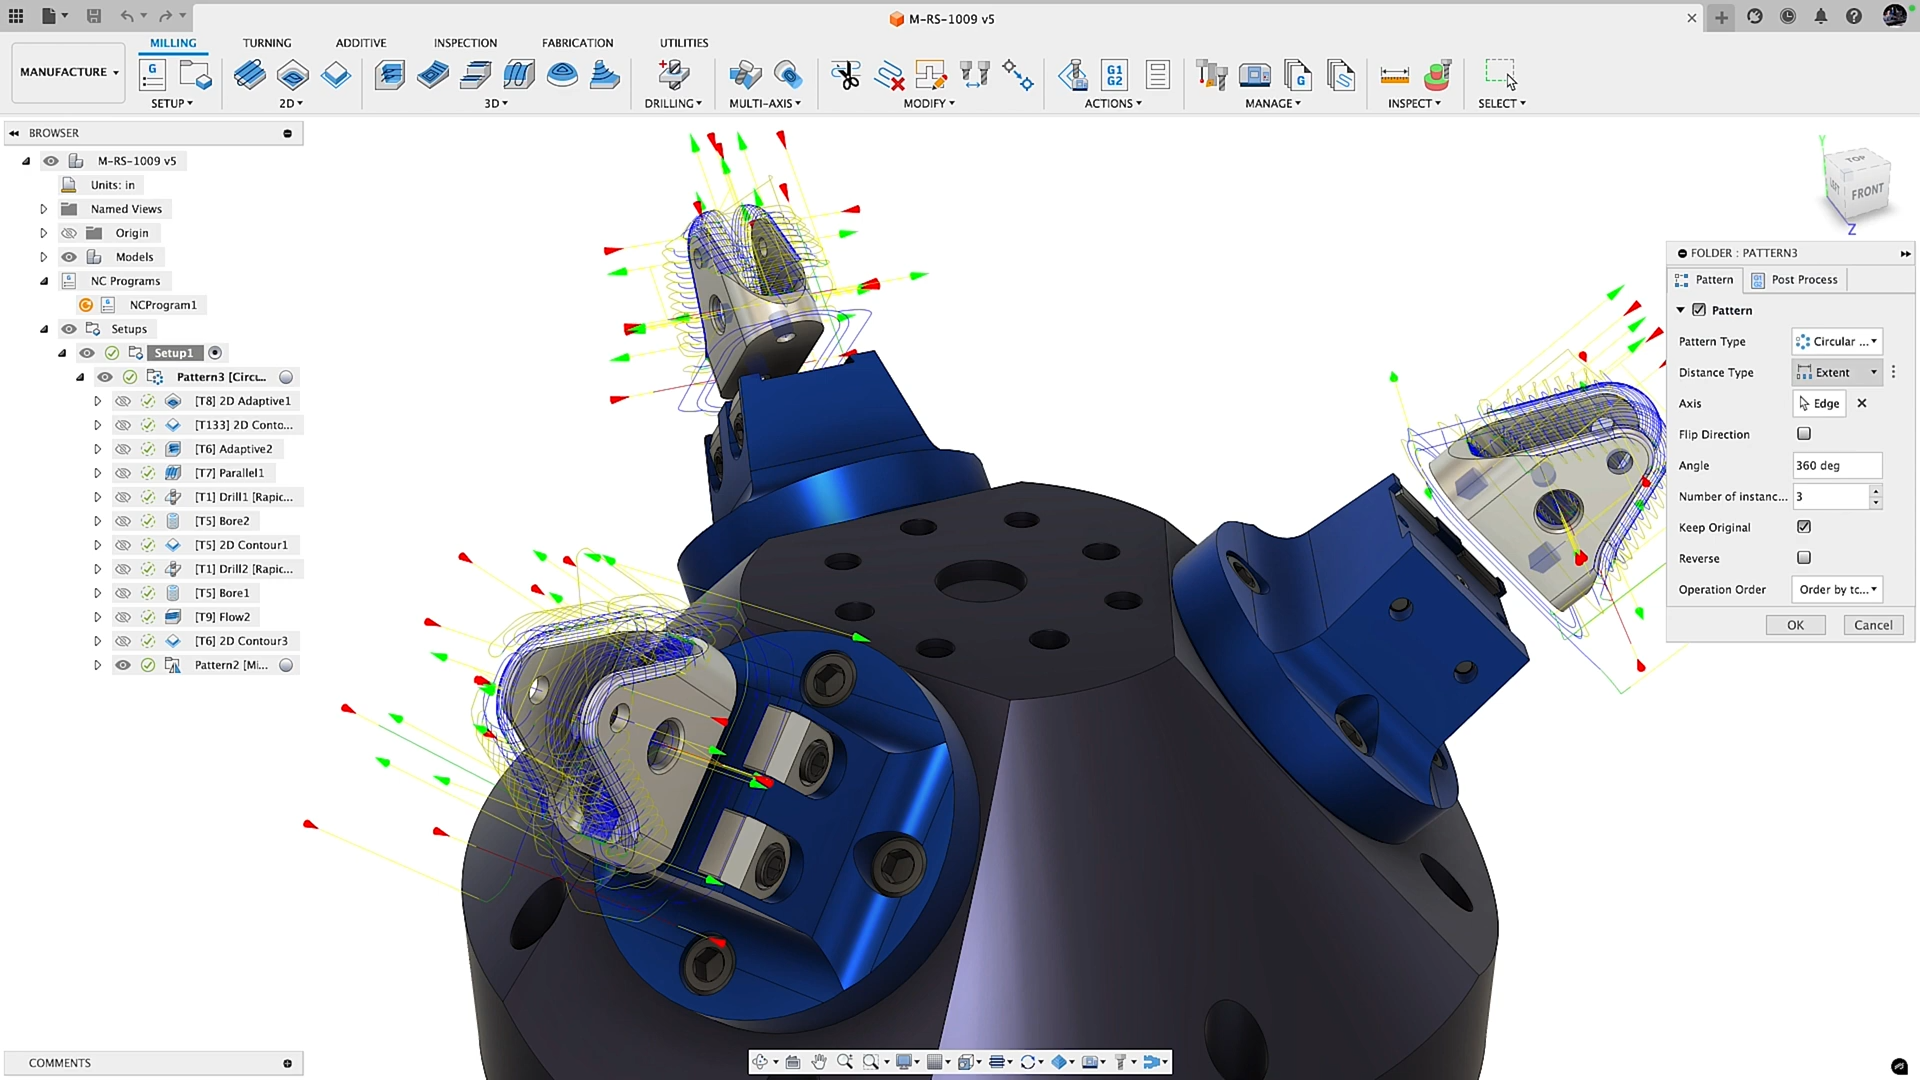 M-RS-1009 v5
MILLING TURNING ADDITIVE INSPECTION FABRICATION UTILITIES
MANUFACTURE
G
G1
G2
G
SETUP 2D 3D DRILLING MULTI-AXIS MODIFY ACTIONS MANAGE INSPECT SELECT
BROWSER
M-RS-1009 v5
Units: in
Named Views
Origin
Models
NC Programs
NCProgram1
Setups
Setup1
Pattern3 [Circu...
[T8] 2D Adaptive1
[T133] 2D Conto...
[T6] Adaptive2
[T7] Parallel1
[T1] Drill1 [Rapic...
[T5] Bore2
[T5] 2D Contour1
[T1] Drill2 [Rapic...
[T5] Bore1
[T9] Flow2
[T6] 2D Contour3
Pattern2 [Mi...
COMMENTS
Y
TOP
LEFT
FRONT
Z
FOLDER : PATTERN3
Pattern Post Process
Pattern
Pattern Type Circular ...
Distance Type Extent
Axis Edge
Flip Direction
Angle 360 deg
Number of instanc... 3
Keep Original
Reverse
Operation Order Order by tc...
OK Cancel